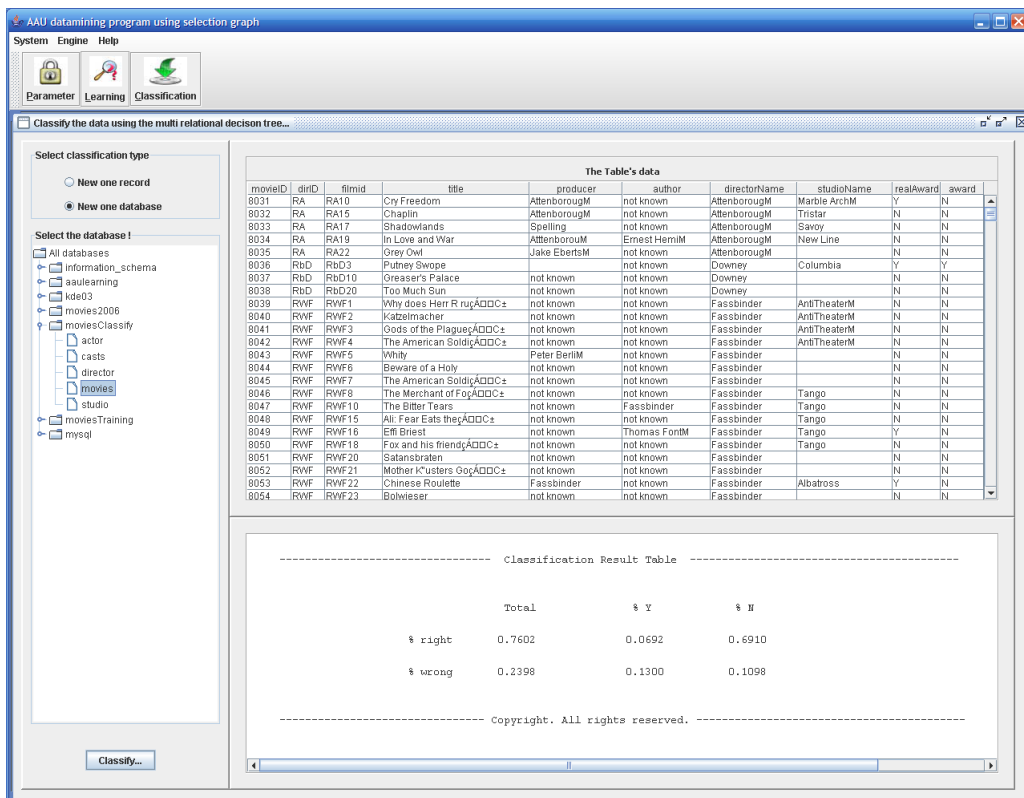 AAU datamining program using selection graph
System Engine Help
Parameter Learning Classification
Classify the data using the multi relational decison tree...
Select classification type
New one record
New one database
Select the database !
All databases
information_schema
aaulearning
kde03
movies2006
moviesClassify
actor
casts
director
movies
studio
moviesTraining
mysql
Classify...
The Table's data
movieID dirID filmid title producer author directorName studioName realAward award
8031 RA RA10 Cry Freedom AttenborougM not known AttenborougM Marble ArchM Y N
8032 RA RA15 Chaplin not known not known AttenborougM Tristar N N
8033 RA RA17 Shadowlands Spelling not known AttenborougM Savoy N N
8034 RA RA19 In Love and War AtttenborouM Ernest HemiM AttenborougM New Line N N
8035 RA RA22 Grey Owl Jake EbertsM not known AttenborougM N N
8036 RbD RbD3 Putney Swope not known Downey Columbia Y Y
8037 RbD RbD10 Greaser's Palace not known not known Downey N N
8038 RbD RbD20 Too Much Sun not known not known Downey N N
8039 RWF RWF1 Why does Herr R ruçÁ□□C± not known not known Fassbinder AntiTheaterM N N
8040 RWF RWF2 Katzelmacher not known not known Fassbinder AntiTheaterM N N
8041 RWF RWF3 Gods of the PlagueçÁ□□C± not known not known Fassbinder AntiTheaterM N N
8042 RWF RWF4 The American SoldiçÁ□□C± not known not known Fassbinder AntiTheaterM N N
8043 RWF RWF5 Whity Peter BerliM not known Fassbinder N N
8044 RWF RWF6 Beware of a Holy not known not known Fassbinder N N
8045 RWF RWF7 The American SoldiçÁ□□C± not known not known Fassbinder N N
8046 RWF RWF8 The Merchant of FoçÁ□□C± not known not known Fassbinder Tango N N
8047 RWF RWF10 The Bitter Tears not known Fassbinder Fassbinder Tango N N
8048 RWF RWF15 Ali: Fear Eats theçÁ□□C± not known not known Fassbinder Tango N N
8049 RWF RWF16 Effi Briest not known Thomas FontM Fassbinder Tango Y N
8050 RWF RWF18 Fox and his friendçÁ□□C± not known not known Fassbinder Tango N N
8051 RWF RWF20 Satansbraten not known not known Fassbinder N N
8052 RWF RWF21 Mother K"usters GoçÁ□□C± not known not known Fassbinder N N
8053 RWF RWF22 Chinese Roulette Fassbinder not known Fassbinder Albatross Y N
8054 RWF RWF23 Bolwieser not known not known Fassbinder N N
-------------------------------- Classification Result Table -----------------------------------------
Total % Y % N
% right 0.7602 0.0692 0.6910
% wrong 0.2398 0.1300 0.1098
-------------------------------- Copyright. All rights reserved. -----------------------------------------